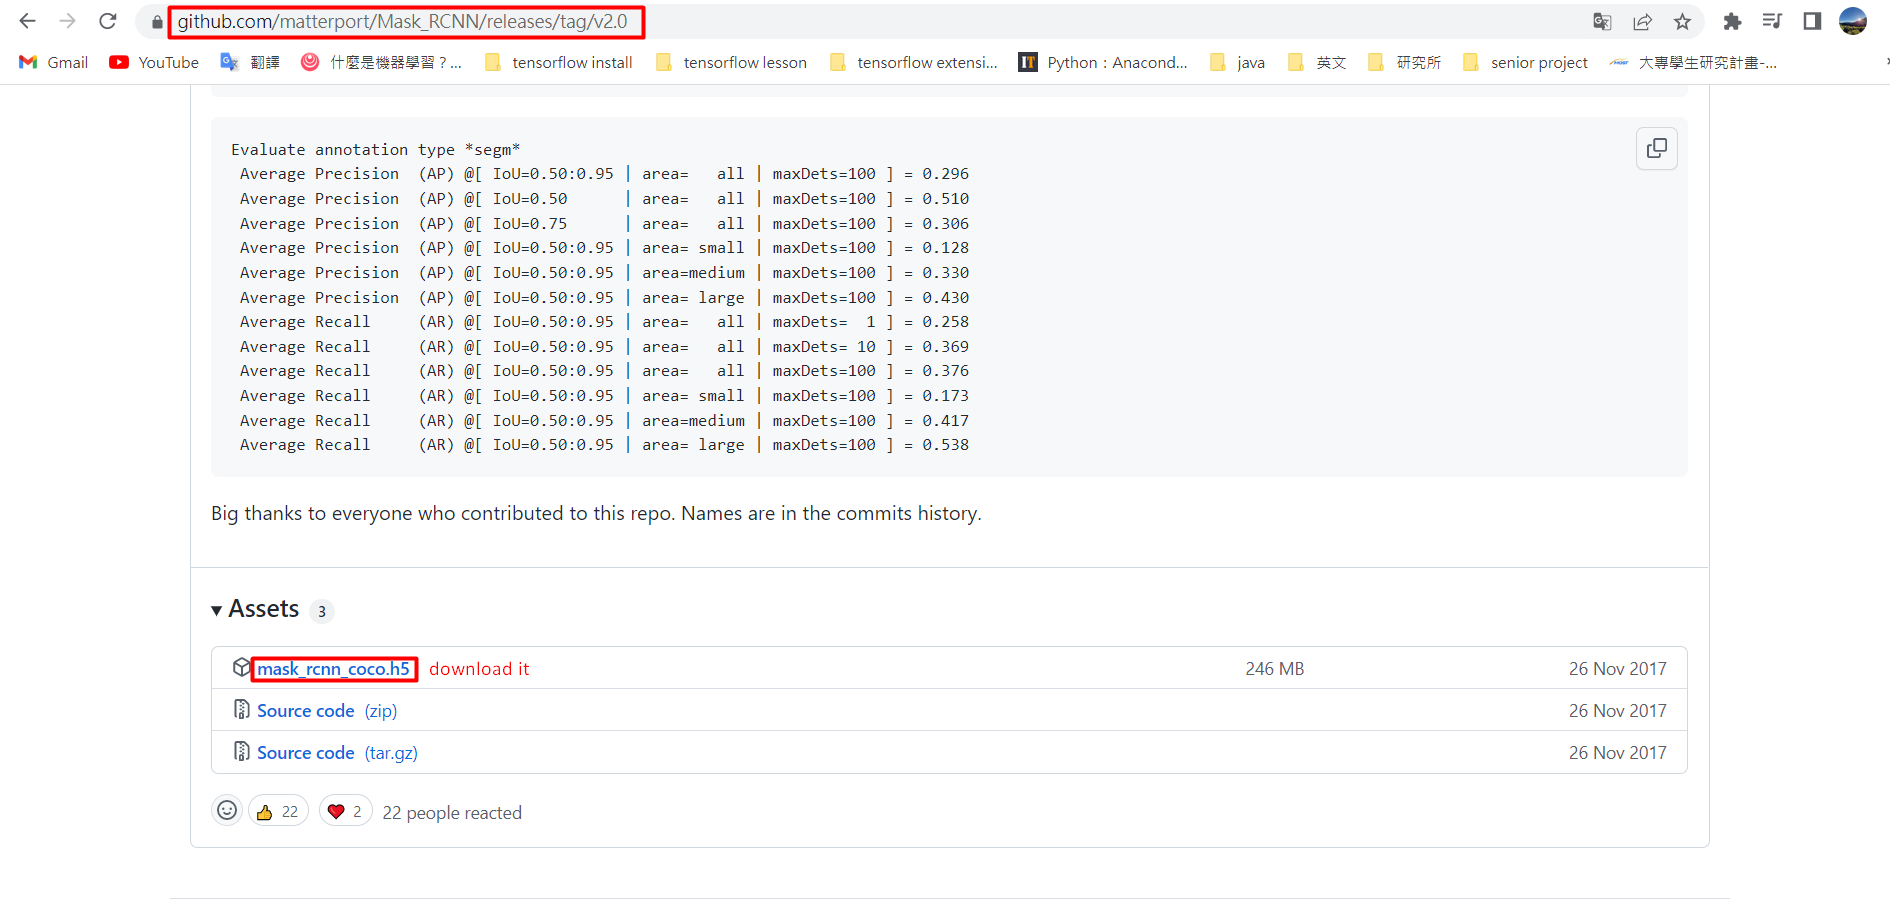 github.com/matterport/Mask_RCNN/releases/tag/v2.0
Gmail YouTube 翻譯 什麼是機器學習？... tensorflow install tensorflow lesson tensorflow extensi... Python：Anacond... java 英文 研究所 senior project 大專學生研究計畫-...
Evaluate annotation type *segm*
Average Precision (AP) @[ IoU=0.50:0.95 | area= all | maxDets=100 ] = 0.296
Average Precision (AP) @[ IoU=0.50 | area= all | maxDets=100 ] = 0.510
Average Precision (AP) @[ IoU=0.75 | area= all | maxDets=100 ] = 0.306
Average Precision (AP) @[ IoU=0.50:0.95 | area= small | maxDets=100 ] = 0.128
Average Precision (AP) @[ IoU=0.50:0.95 | area=medium | maxDets=100 ] = 0.330
Average Precision (AP) @[ IoU=0.50:0.95 | area= large | maxDets=100 ] = 0.430
Average Recall (AR) @[ IoU=0.50:0.95 | area= all | maxDets= 1 ] = 0.258
Average Recall (AR) @[ IoU=0.50:0.95 | area= all | maxDets= 10 ] = 0.369
Average Recall (AR) @[ IoU=0.50:0.95 | area= all | maxDets=100 ] = 0.376
Average Recall (AR) @[ IoU=0.50:0.95 | area= small | maxDets=100 ] = 0.173
Average Recall (AR) @[ IoU=0.50:0.95 | area=medium | maxDets=100 ] = 0.417
Average Recall (AR) @[ IoU=0.50:0.95 | area= large | maxDets=100 ] = 0.538
Big thanks to everyone who contributed to this repo. Names are in the commits history.
Assets 3
mask_rcnn_coco.h5 download it 246 MB 26 Nov 2017
Source code (zip) 26 Nov 2017
Source code (tar.gz) 26 Nov 2017
22 2 22 people reacted